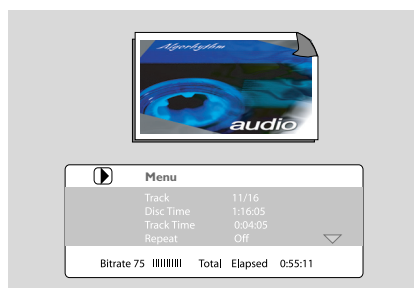 Algorhythm
audio
Menu
Track 11/16
Disc Time 1:16:05
Track Time 0:04:05
Repeat Off
Bitrate 75 Total Elapsed 0:55:11